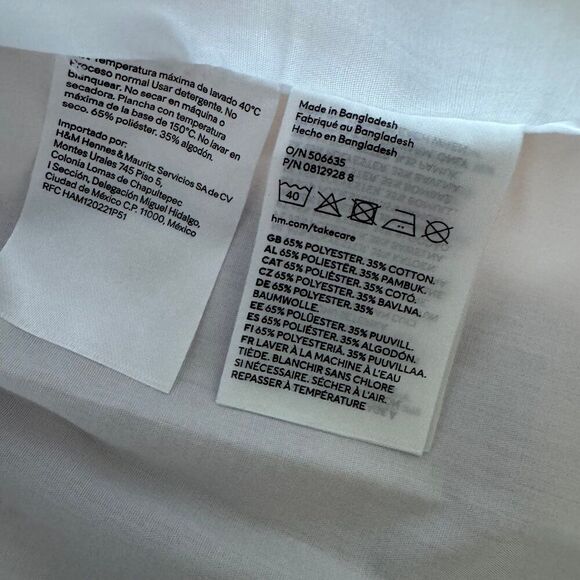 Temperatura máxima de lavado 40°C
Proceso normal Usar detergente. No
blanquear. No secar en máquina o
secadora. Plancha con temperatura
máxima de la base de 150°C. No lavar en
seco. 65% poliéster. 35% algodón.
Importado por:
H&M Hennes & Mauritz Servicios SA de CV
Montes Urales 745 Piso 5,
Colonia Lomas de Chapultepec
I Sección, Delegación Miguel Hidalgo,
Ciudad de México C.P. 11000, México
RFC HAM120221P51
Made in Bangladesh
Fabriqué au Bangladesh
Hecho en Bangladesh
O/N 506635
P/N 0812928 8
40
hm.com/takecare
GB 65% POLYESTER. 35% COTTON.
AL 65% POLIESTËR. 35% PAMBUK.
CAT 65% POLIÈSTER. 35% COTÓ.
CZ 65% POLYESTER. 35% BAVLNA.
DE 65% POLYESTER. 35%
BAUMWOLLE.
EE 65% POLÜESTER. 35% PUUVILL.
ES 65% POLIÉSTER. 35% ALGODÓN.
FI 65% POLYESTERIÄ. 35% PUUVILLAA.
FR LAVER À LA MACHINE À L'EAU
TIÈDE. BLANCHIR SANS CHLORE
SI NÉCESSAIRE. SÉCHER À L'AIR.
REPASSER À TEMPÉRATURE